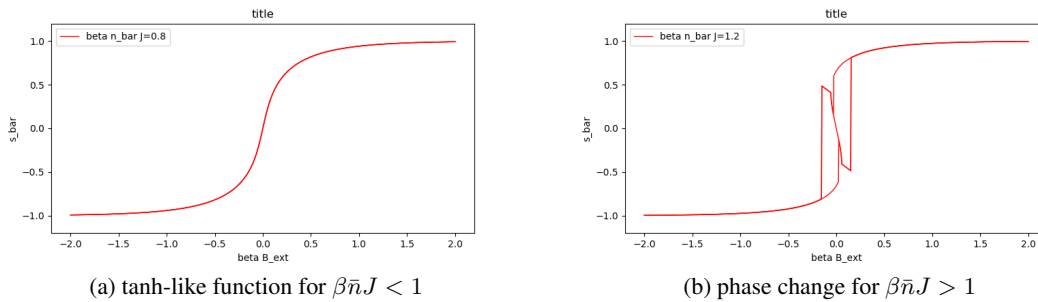 title
beta n_bar J=0.8
1.0
0.5
0.0
−0.5
−1.0
s_bar
−2.0 −1.5 −1.0 −0.5 0.0 0.5 1.0 1.5 2.0
beta B_ext
(a) tanh-like function for βn̄J < 1
title
beta n_bar J=1.2
1.0
0.5
0.0
−0.5
−1.0
s_bar
−2.0 −1.5 −1.0 −0.5 0.0 0.5 1.0 1.5 2.0
beta B_ext
(b) phase change for βn̄J > 1